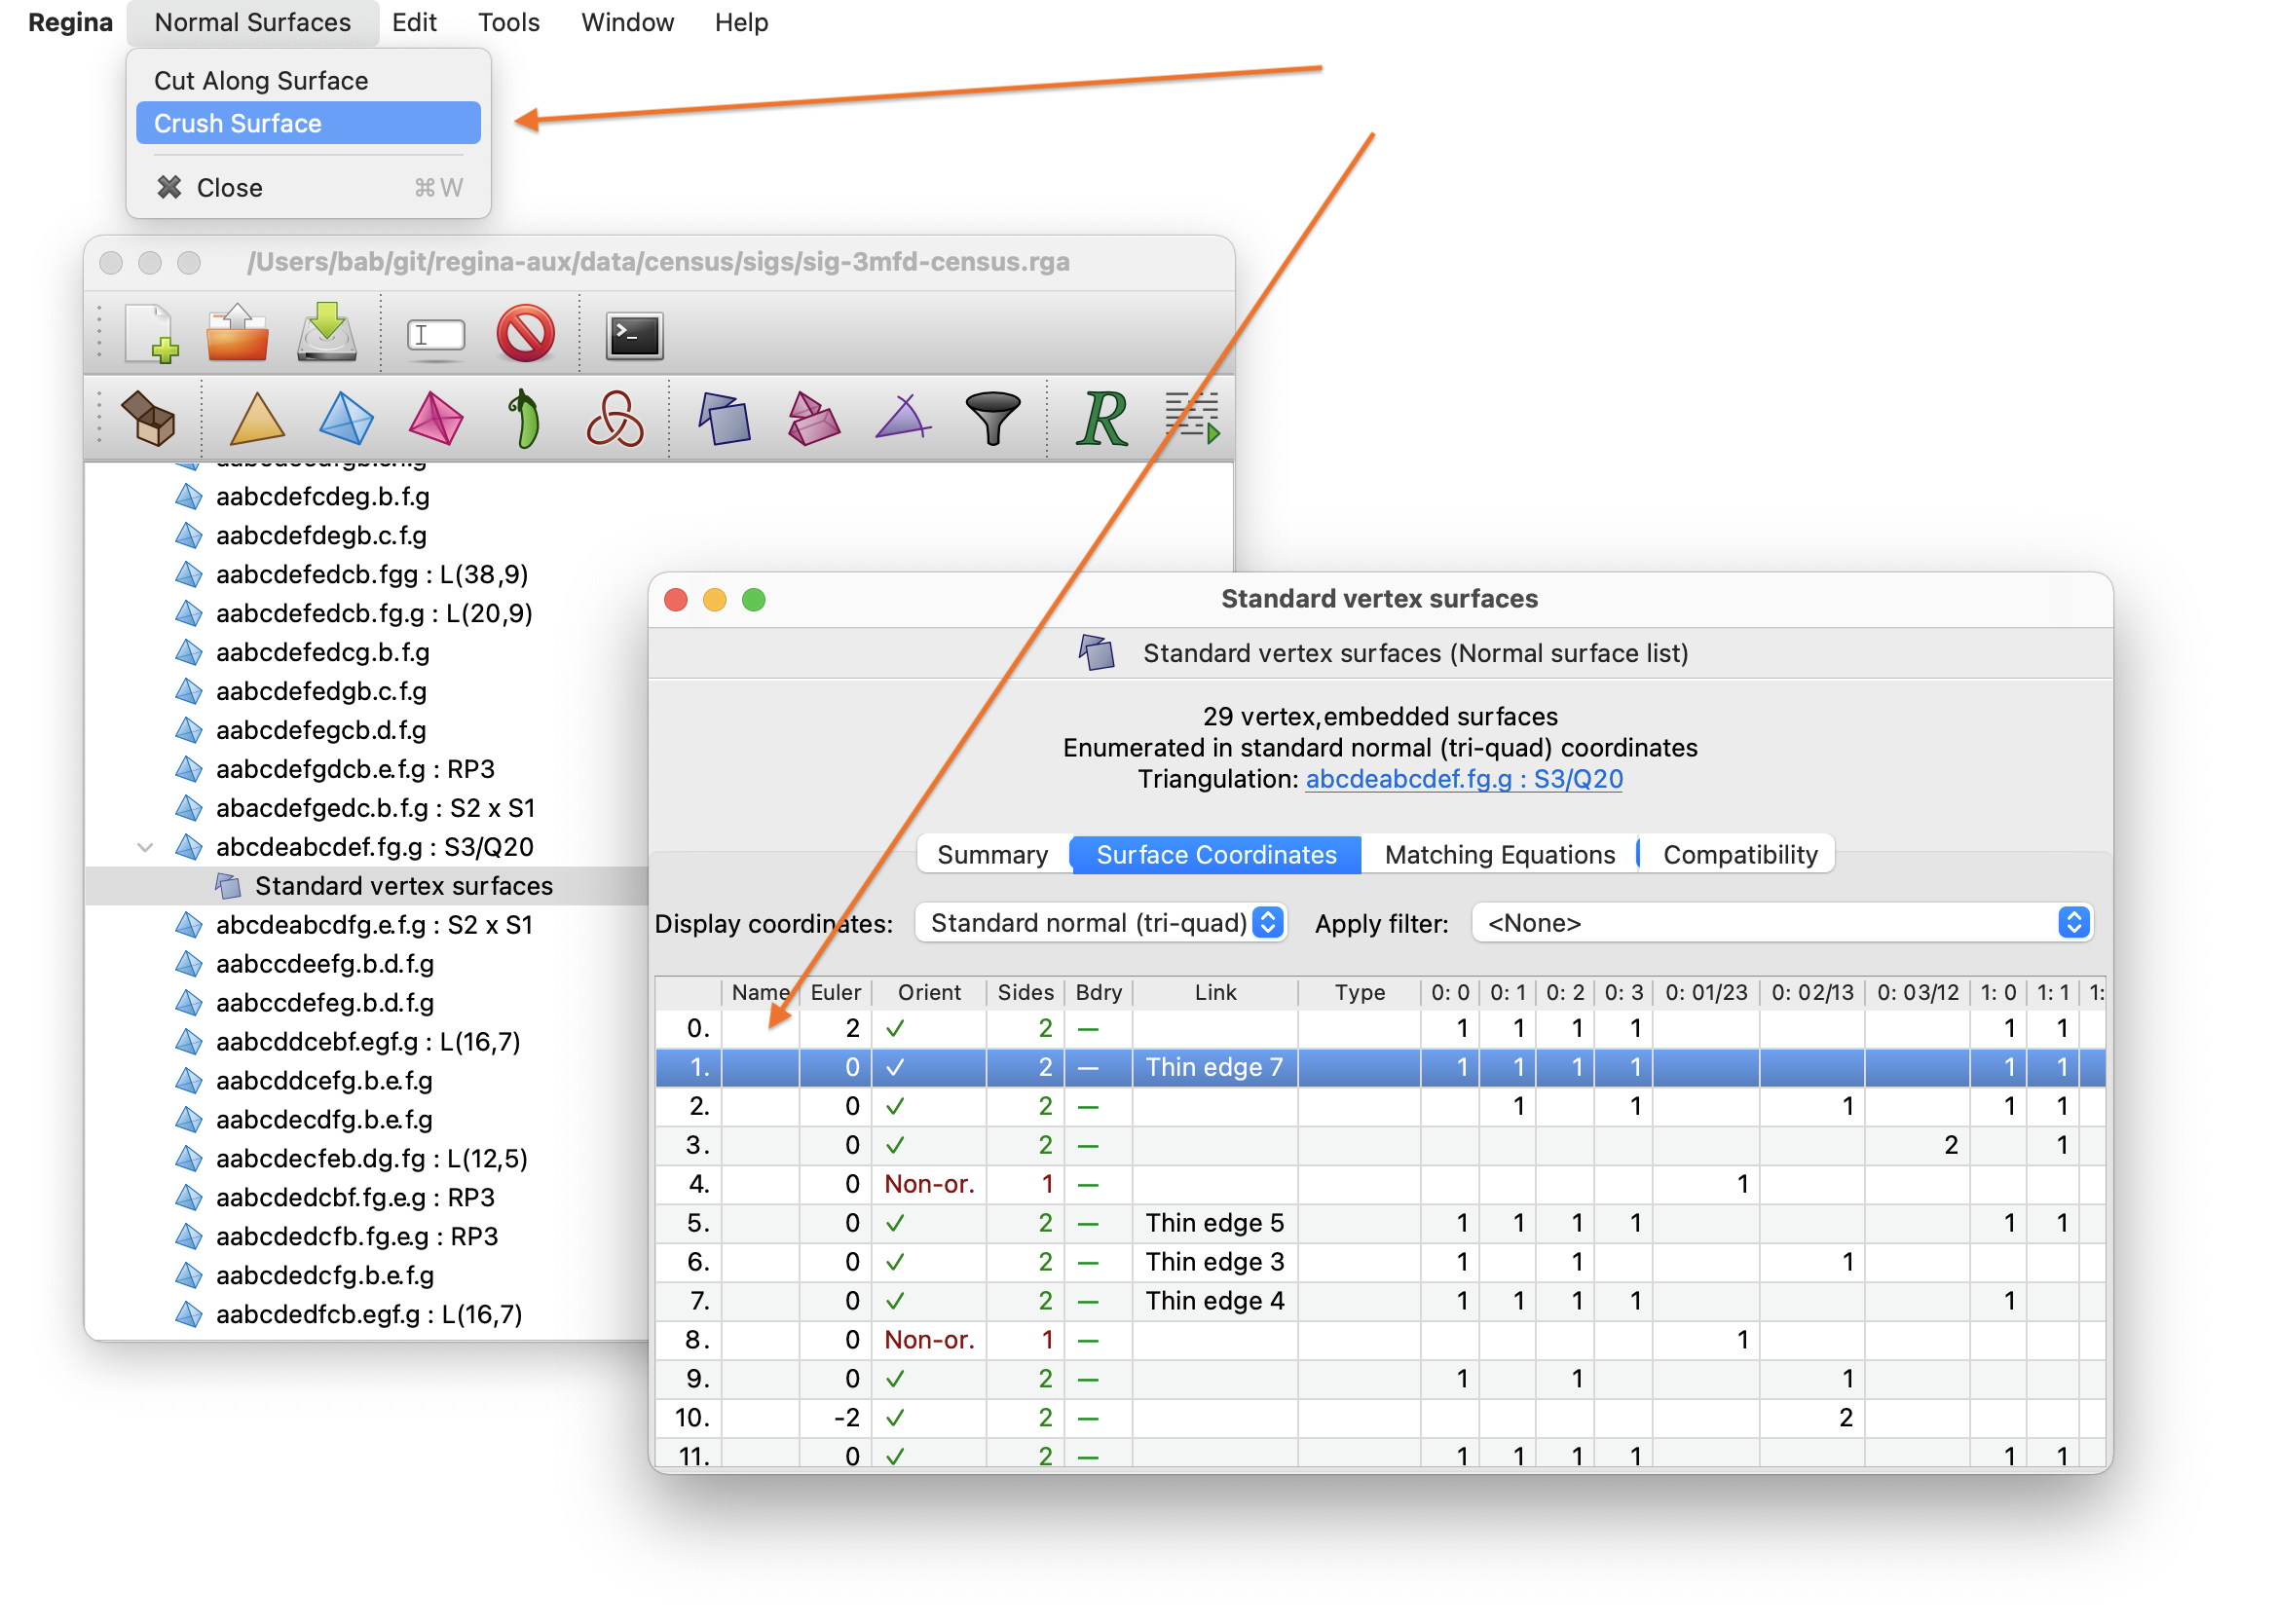 Regina Normal Surfaces Edit Tools Window Help
Cut Along Surface
Crush Surface
Close ⌘W
/Users/bab/git/regina-aux/data/census/sigs/sig-3mfd-census.rga
aabcdefcdeg.b.f.g
aabcdefdegb.c.f.g
aabcdefedcb.fgg : L(38,9)
aabcdefedcb.fg.g : L(20,9)
aabcdefedcg.b.f.g
aabcdefedgb.c.f.g
aabcdefegcb.d.f.g
aabcdefgdcb.e.f.g : RP3
abacdefgedc.b.f.g : S2 x S1
abcdeabcdef.fg.g : S3/Q20
Standard vertex surfaces
abcdeabcdfg.e.f.g : S2 x S1
aabccdeefg.b.d.f.g
aabccdefeg.b.d.f.g
aabcddcebf.egf.g : L(16,7)
aabcddcefg.b.e.f.g
aabcdecdfg.b.e.f.g
aabcdecfeb.dg.fg : L(12,5)
aabcdedcbf.fg.e.g : RP3
aabcdedcfb.fg.e.g : RP3
aabcdedcfg.b.e.f.g
aabcdedfcb.egf.g : L(16,7)
Standard vertex surfaces
Standard vertex surfaces (Normal surface list)
29 vertex,embedded surfaces
Enumerated in standard normal (tri-quad) coordinates
Triangulation: abcdeabcdef.fg.g : S3/Q20
Summary Surface Coordinates Matching Equations Compatibility
Display coordinates: Standard normal (tri-quad) Apply filter: <None>
Name Euler Orient Sides Bdry Link Type 0: 0 0: 1 0: 2 0: 3 0: 01/23 0: 02/13 0: 03/12 1: 0 1: 1 1:
0. 2 ✓ 2 — 1 1 1 1 1 1
1. 0 ✓ 2 — Thin edge 7 1 1 1 1 1 1
2. 0 ✓ 2 — 1 1 1 1 1
3. 0 ✓ 2 — 2 1
4. 0 Non-or. 1 — 1
5. 0 ✓ 2 — Thin edge 5 1 1 1 1 1 1
6. 0 ✓ 2 — Thin edge 3 1 1 1
7. 0 ✓ 2 — Thin edge 4 1 1 1 1 1
8. 0 Non-or. 1 — 1
9. 0 ✓ 2 — 1 1 1
10. -2 ✓ 2 — 2
11. 0 ✓ 2 — 1 1 1 1 1 1